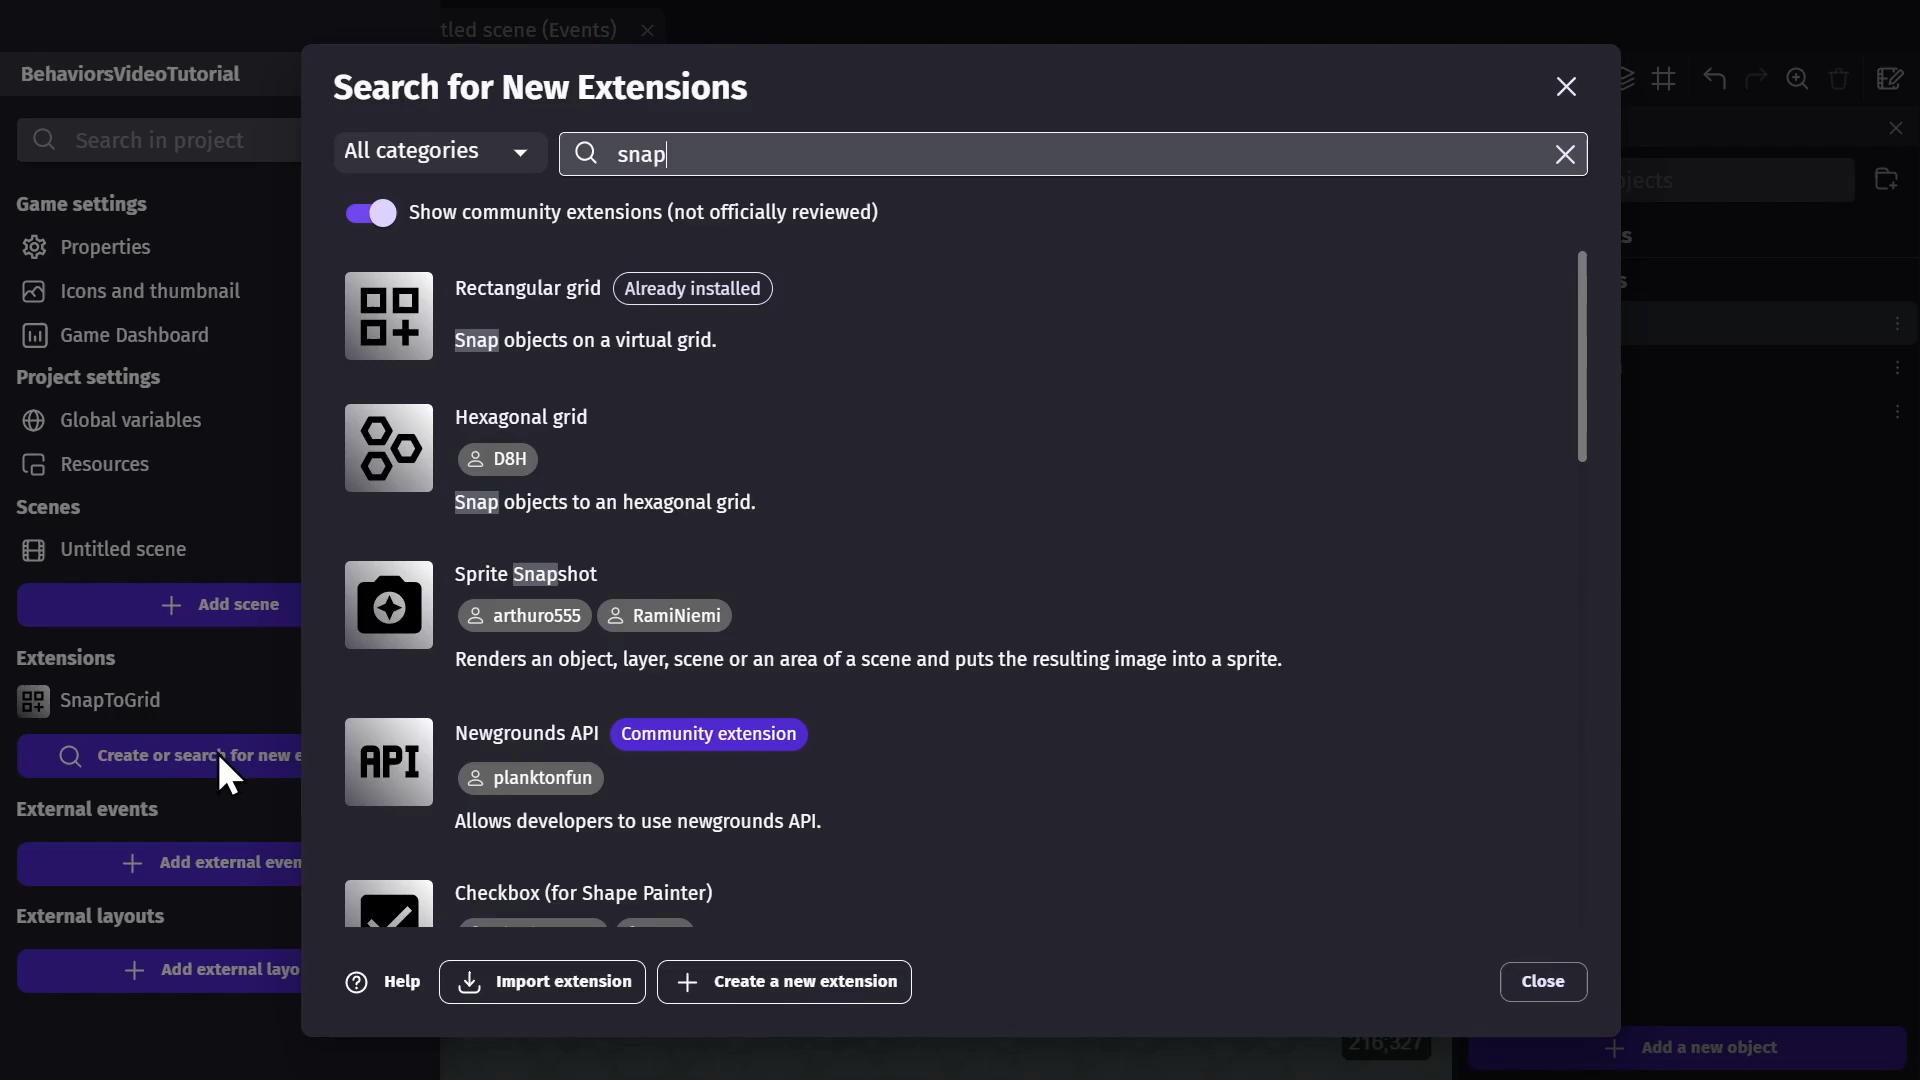 tled scene (Events)
BehaviorsVideoTutorial
Search in project
Game settings
Properties
Icons and thumbnail
Game Dashboard
Project settings
Global variables
Resources
Scenes
Untitled scene
Add scene
Extensions
SnapToGrid
Create or search for new e
External events
Add external even
External layouts
Add external layo
Search for New Extensions
All categories
snap
Show community extensions (not officially reviewed)
Rectangular grid
Already installed
Snap objects on a virtual grid.
Hexagonal grid
D8H
Snap objects to an hexagonal grid.
Sprite Snapshot
arthuro555
RamiNiemi
Renders an object, layer, scene or an area of a scene and puts the resulting image into a sprite.
Newgrounds API
Community extension
API
planktonfun
Allows developers to use newgrounds API.
Checkbox (for Shape Painter)
Help
Import extension
Create a new extension
Close
216;327
Add a new object